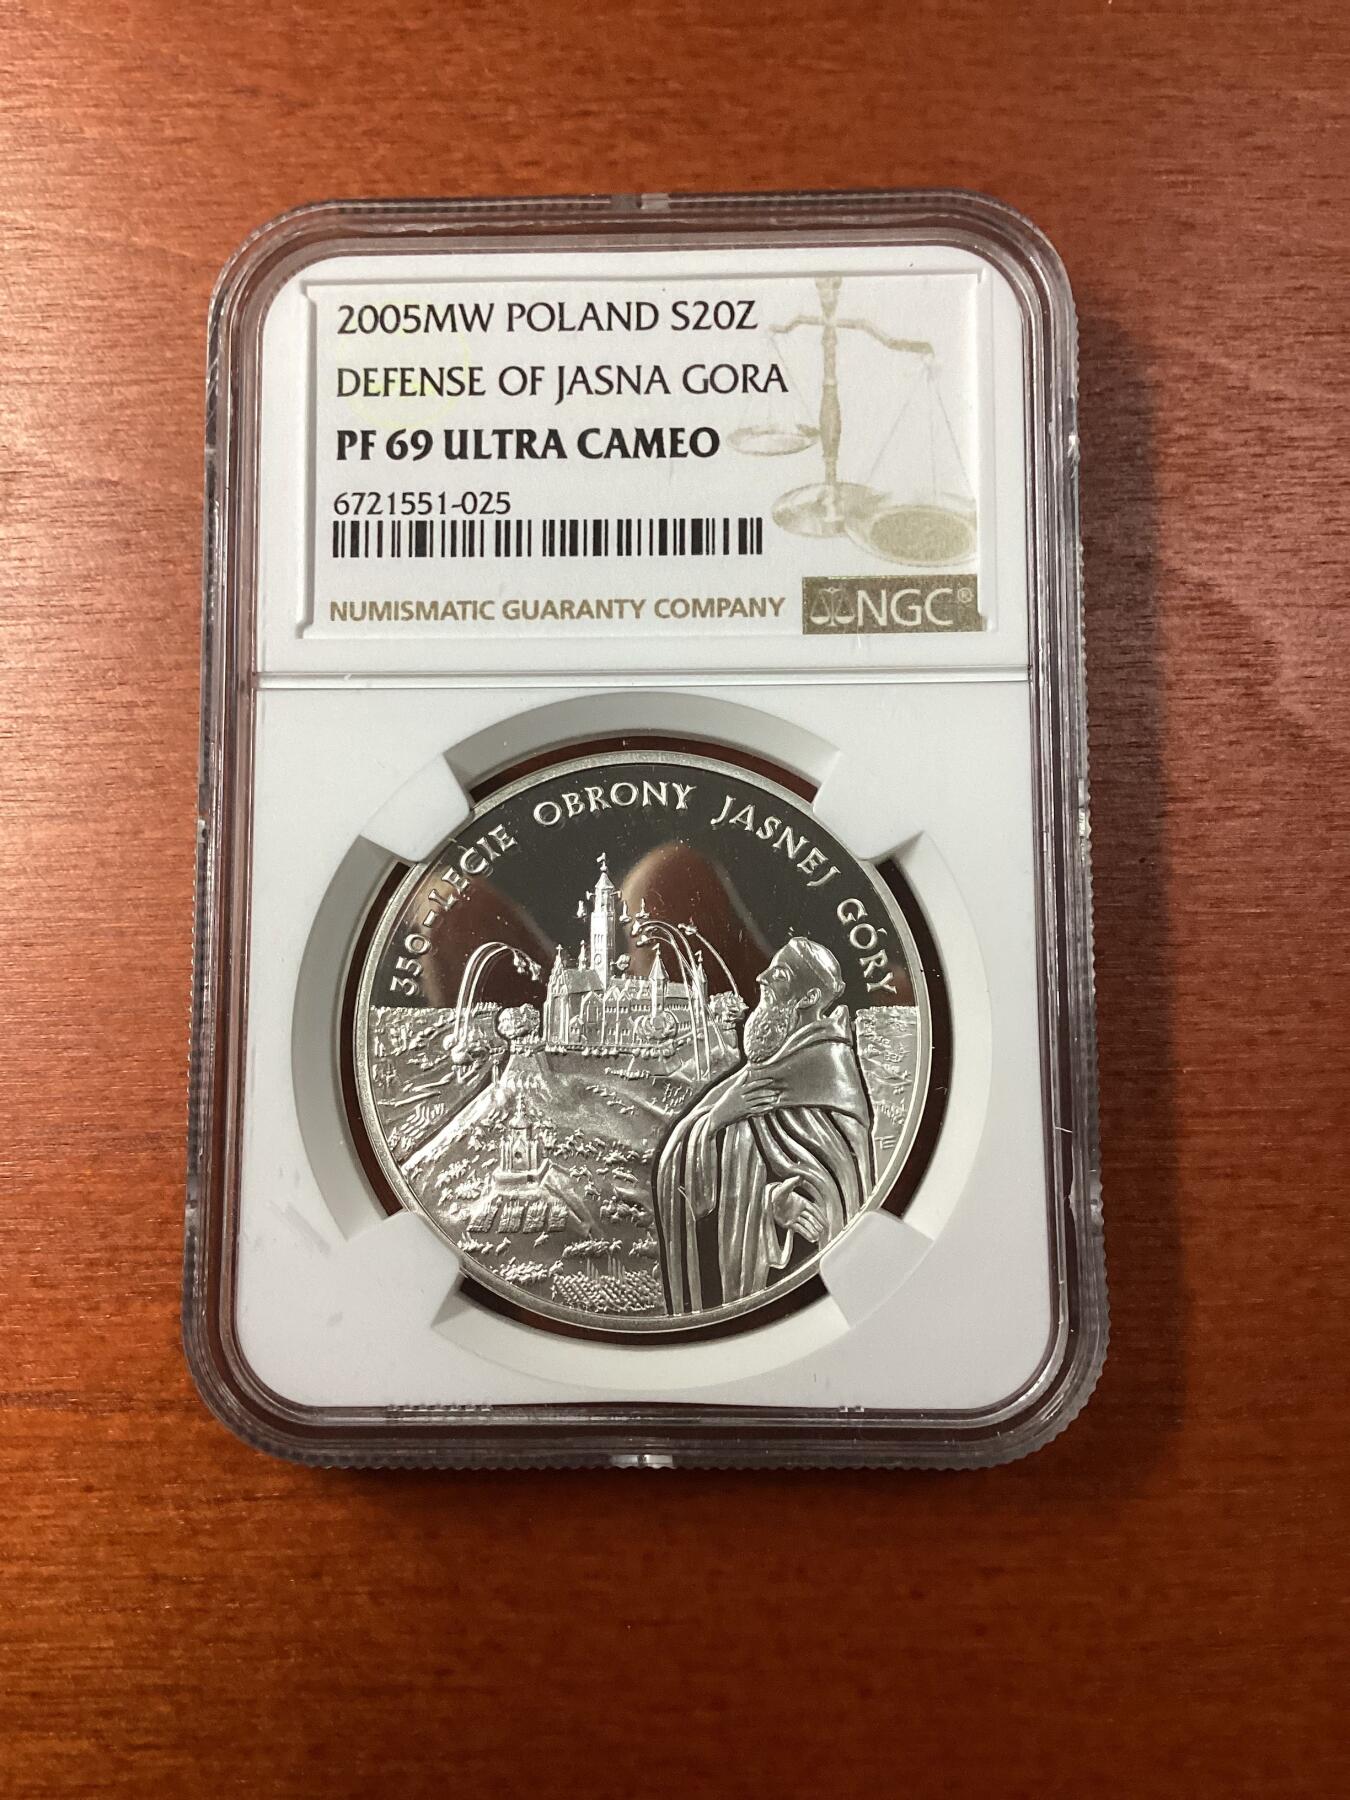 2005MW POLAND S20Z
DEFENSE OF JASNA GORA
PF 69 ULTRA CAMEO
6721551-025
NUMISMATIC GUARANTY COMPANY
NGC®
350-LECIE OBRONY JASNEJ GÓRY
TE